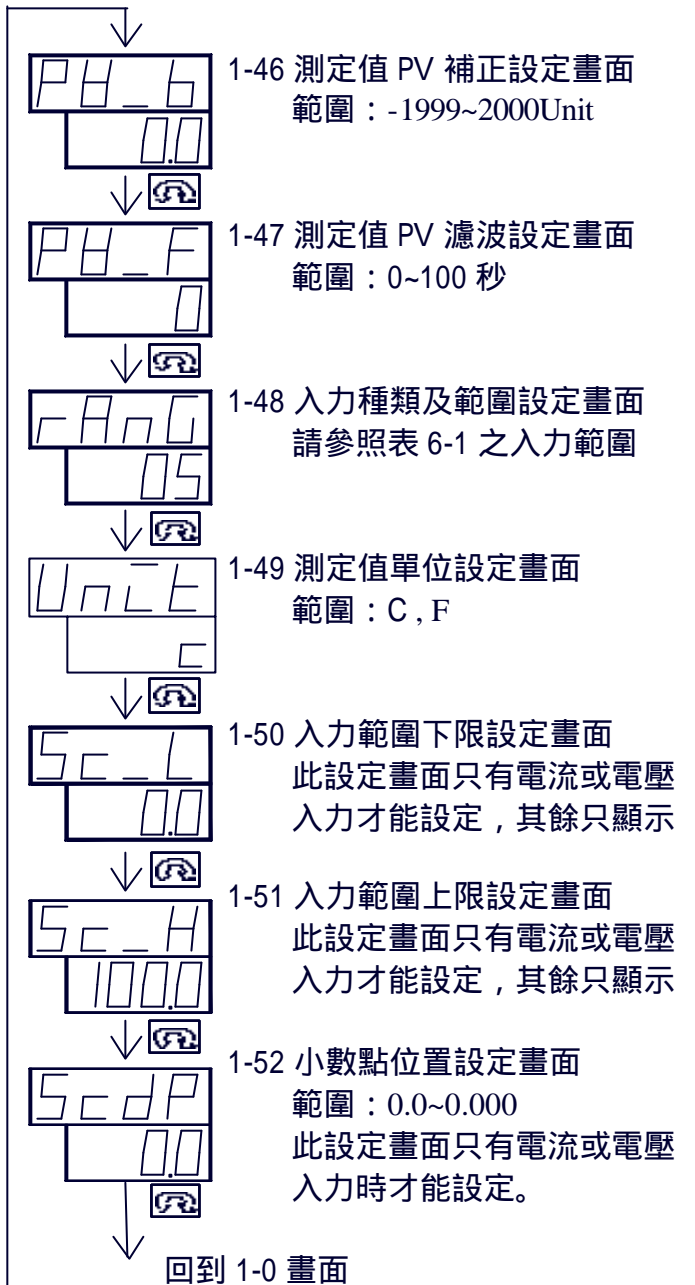 PV_b
0.0
1-46 測定值 PV 補正設定畫面
範圍：-1999~2000Unit
PV_F
0
1-47 測定值 PV 濾波設定畫面
範圍：0~100 秒
rAnG
05
1-48 入力種類及範圍設定畫面
請參照表 6-1 之入力範圍
Unit
c
1-49 測定值單位設定畫面
範圍：C , F
Sc_L
0.0
1-50 入力範圍下限設定畫面
此設定畫面只有電流或電壓
入力才能設定，其餘只顯示
Sc_H
100.0
1-51 入力範圍上限設定畫面
此設定畫面只有電流或電壓
入力才能設定，其餘只顯示
ScdP
0.0
1-52 小數點位置設定畫面
範圍：0.0~0.000
此設定畫面只有電流或電壓
入力時才能設定。
回到 1-0 畫面